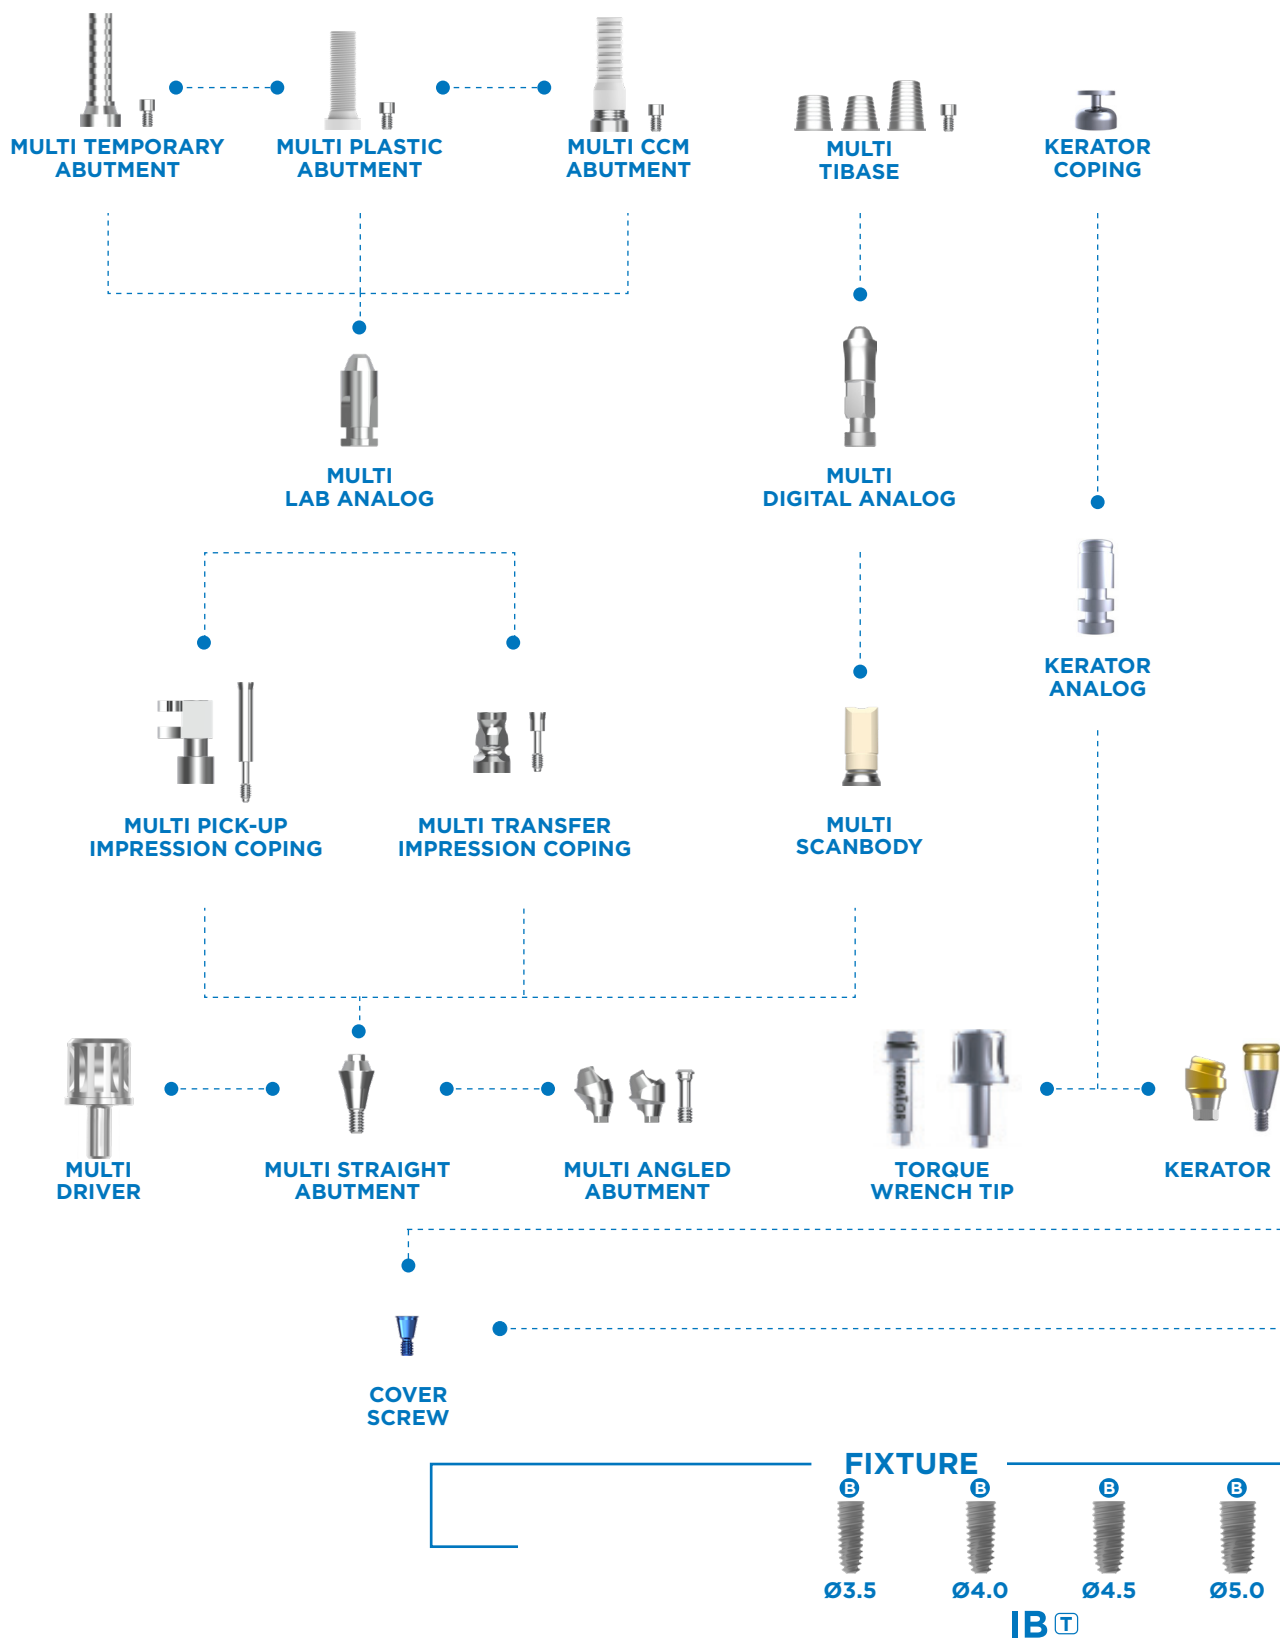 MULTI TEMPORARY
ABUTMENT
MULTI PLASTIC
ABUTMENT
MULTI CCM
ABUTMENT
MULTI
TIBASE
KERATOR
COPING
MULTI
LAB ANALOG
MULTI
DIGITAL ANALOG
KERATOR
ANALOG
MULTI PICK-UP
IMPRESSION COPING
MULTI TRANSFER
IMPRESSION COPING
MULTI
SCANBODY
KERATOR
MULTI
DRIVER
MULTI STRAIGHT
ABUTMENT
MULTI ANGLED
ABUTMENT
TORQUE
WRENCH TIP
KERATOR
COVER
SCREW
FIXTURE
B B B B
Ø3.5 Ø4.0 Ø4.5 Ø5.0
IB T